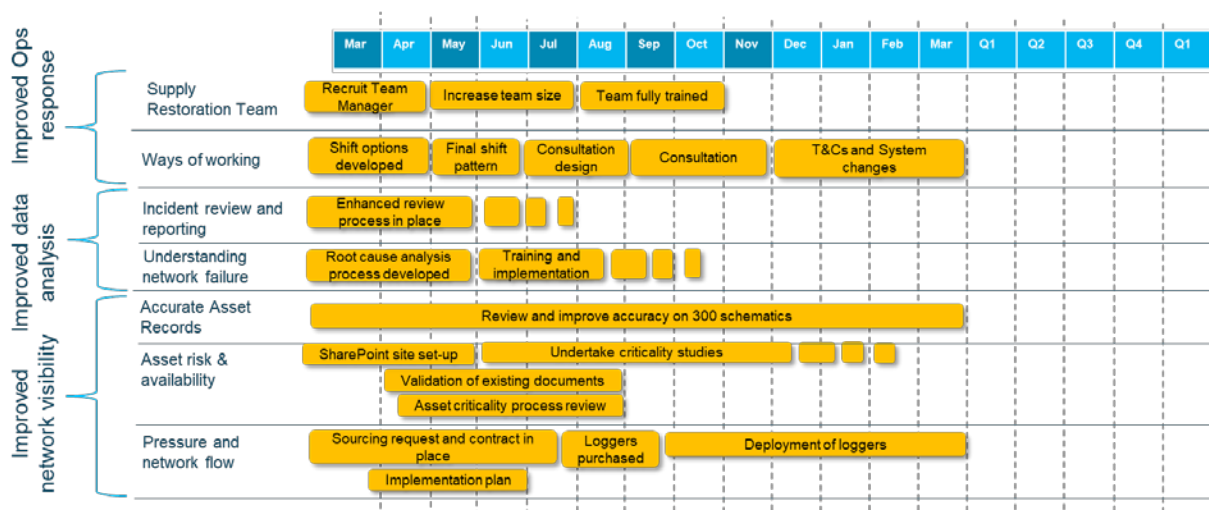 Mar Apr May Jun Jul Aug Sep Oct Nov Dec Jan Feb Mar Q1 Q2 Q3 Q4 Q1
Improved Ops
response
Supply
Restoration Team
Recruit Team
Manager
Increase team size
Team fully trained
Ways of working
Shift options
developed
Final shift
pattern
Consultation
design
Consultation
T&Cs and System
changes
Improved data
analysis
Incident review and
reporting
Enhanced review
process in place
Understanding
network failure
Root cause analysis
process developed
Training and
implementation
Improved
network visibility
Accurate Asset
Records
Review and improve accuracy on 300 schematics
Asset risk &
availability
SharePoint site set-up
Undertake criticality studies
Validation of existing documents
Asset criticality process review
Pressure and
network flow
Sourcing request and contract in
place
Loggers
purchased
Deployment of loggers
Implementation plan